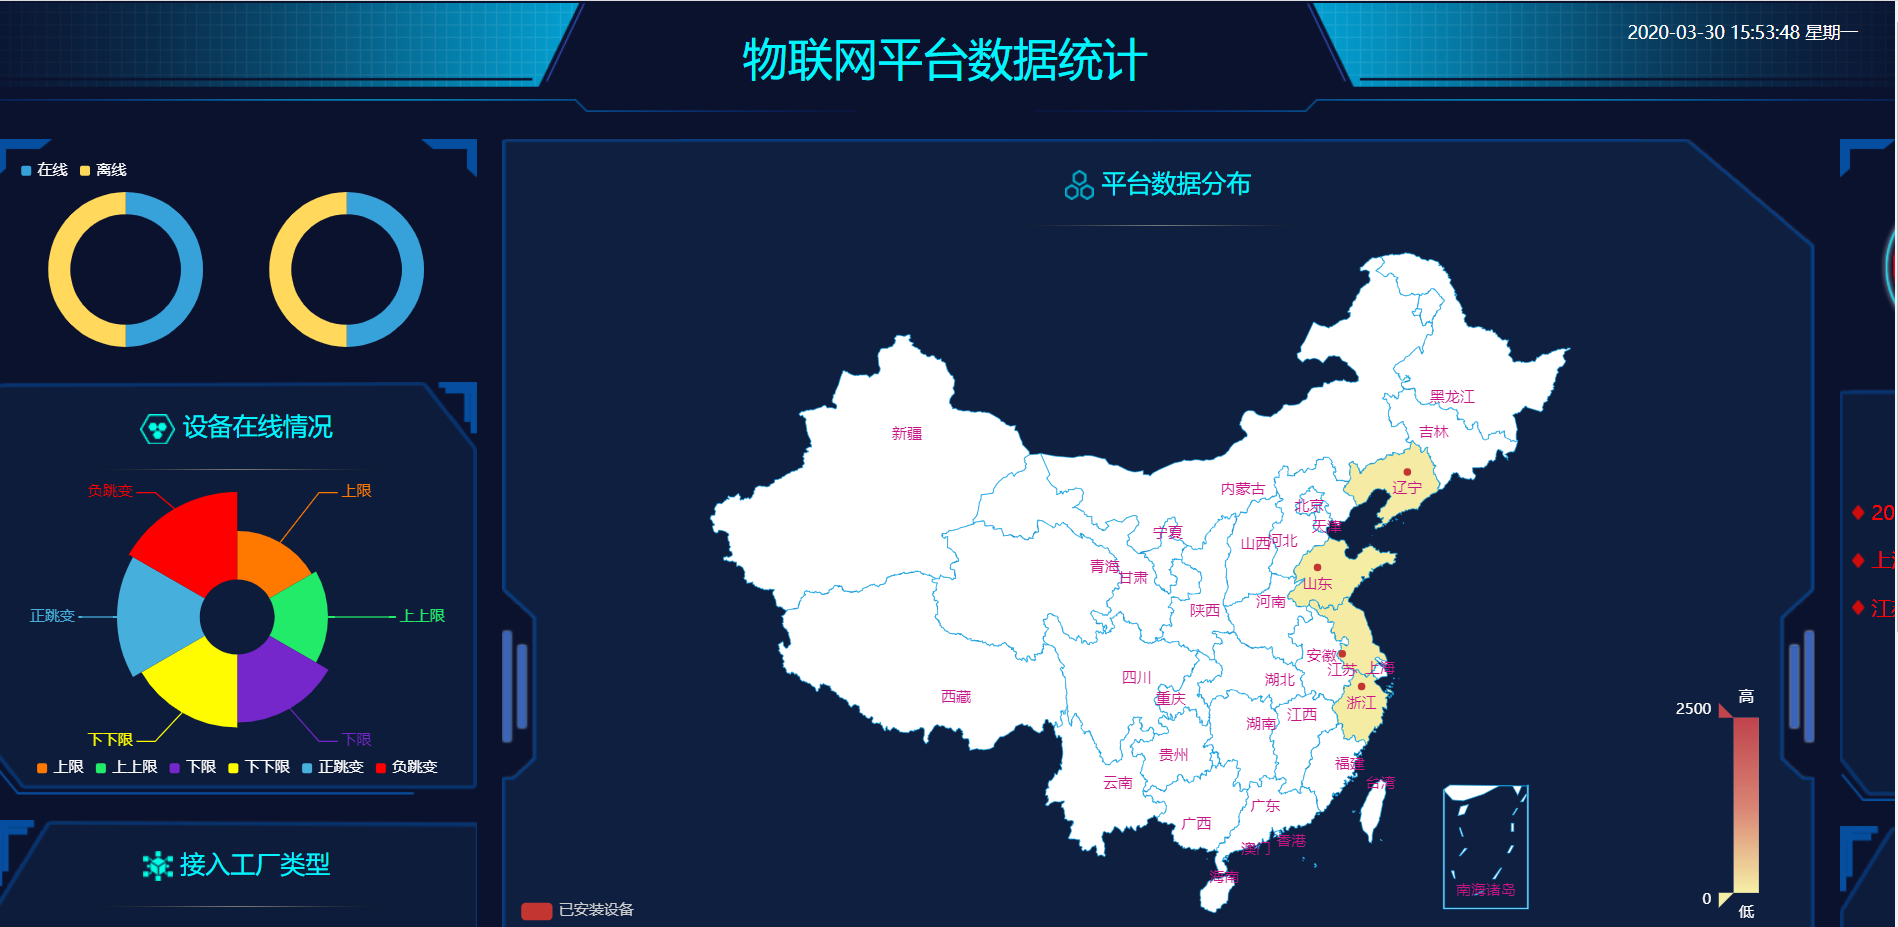 物联网平台数据统计
2020-03-30 15:53:48 星期一
在线 离线
设备在线情况
负跳变
上限
正跳变
上上限
下下限
下限
上限 上上限 下限 下下限 正跳变 负跳变
接入工厂类型
平台数据分布
黑龙江
吉林
新疆
辽宁
内蒙古
北京
天津
宁夏
山西
河北
青海
甘肃
山东
河南
陕西
安徽
江苏
上海
四川
湖北
西藏
重庆
浙江
江西
湖南
贵州
福建
云南
台湾
广东
广西
香港
澳门
海南
南海诸岛
高
2500
0
低
已安装设备
20
上